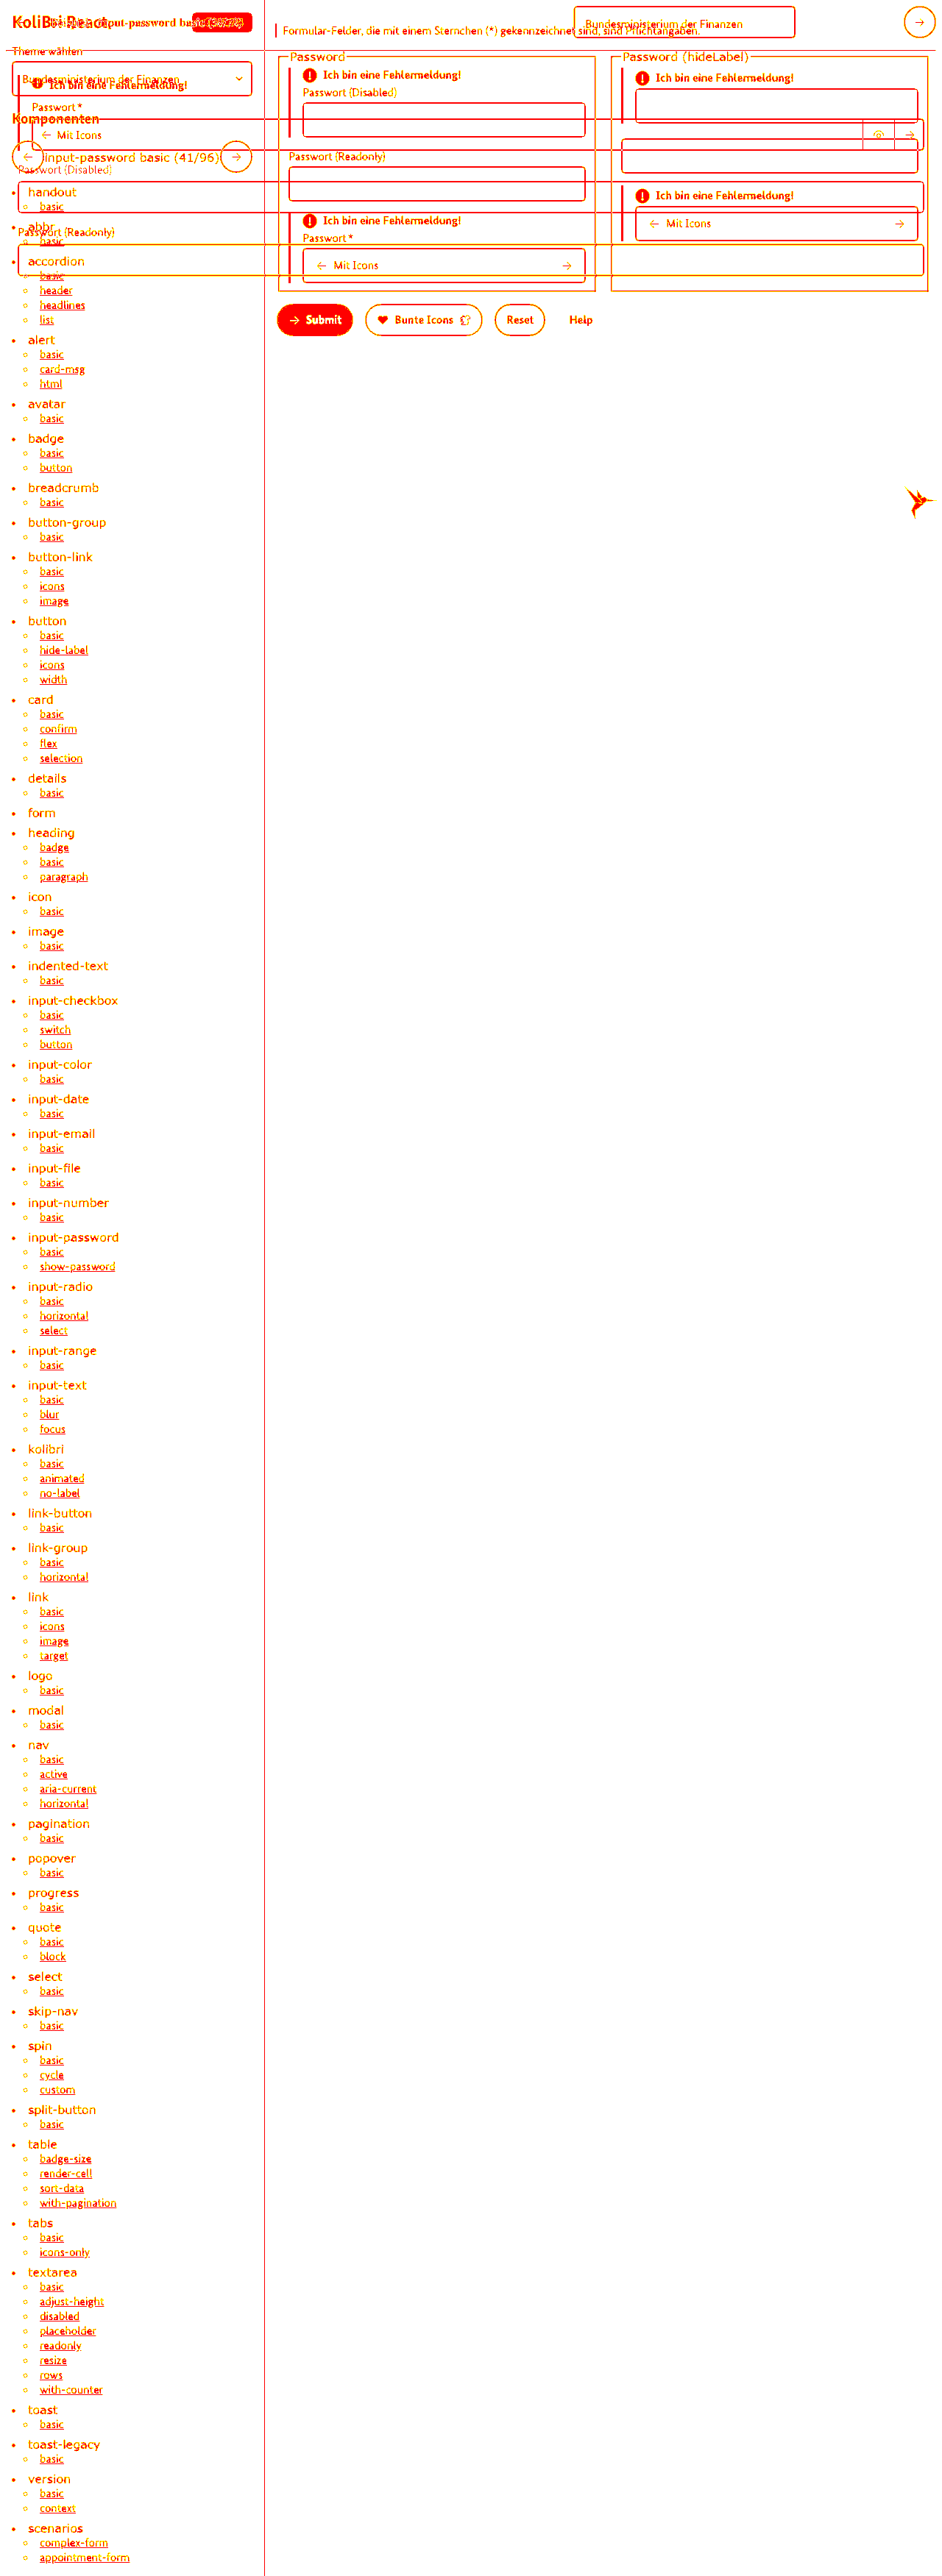 KoliBri React
input-password basic
Formular-Felder, die mit einem Sternchen (*) gekennzeichnet sind, sind Pflichtangaben.
Bundesministerium der Finanzen
Theme wählen
Bundesministerium der Finanzen
Ich bin eine Fehlermeldung!
Passwort *
Mit Icons
Komponenten
input-password basic (41/96)
Passwort (Disabled)
Passwort (Readonly)
Password
Ich bin eine Fehlermeldung!
Passwort (Disabled)
Passwort (Readonly)
Ich bin eine Fehlermeldung!
Passwort *
Mit Icons
Password (hideLabel)
Ich bin eine Fehlermeldung!
Ich bin eine Fehlermeldung!
Mit Icons
Submit
Bunte Icons
Reset
Help
handout
basic
abbr
basic
accordion
basic
header
headlines
list
alert
basic
card-msg
html
avatar
basic
badge
basic
button
breadcrumb
basic
button-group
basic
button-link
basic
icons
image
button
basic
hide-label
icons
width
card
basic
confirm
flex
selection
details
basic
form
heading
badge
basic
paragraph
icon
basic
image
basic
indented-text
basic
input-checkbox
basic
switch
button
input-color
basic
input-date
basic
input-email
basic
input-file
basic
input-number
basic
input-password
basic
show-password
input-radio
basic
horizontal
select
input-range
basic
input-text
basic
blur
focus
kolibri
basic
animated
no-label
link-button
basic
link-group
basic
horizontal
link
basic
icons
image
target
logo
basic
modal
basic
nav
basic
active
aria-current
horizontal
pagination
basic
popover
basic
progress
basic
quote
basic
block
select
basic
skip-nav
basic
spin
basic
cycle
custom
split-button
basic
table
badge-size
render-cell
sort-data
with-pagination
tabs
basic
icons-only
textarea
basic
adjust-height
disabled
placeholder
readonly
resize
rows
with-counter
toast
basic
toast-legacy
basic
version
basic
context
scenarios
complex-form
appointment-form